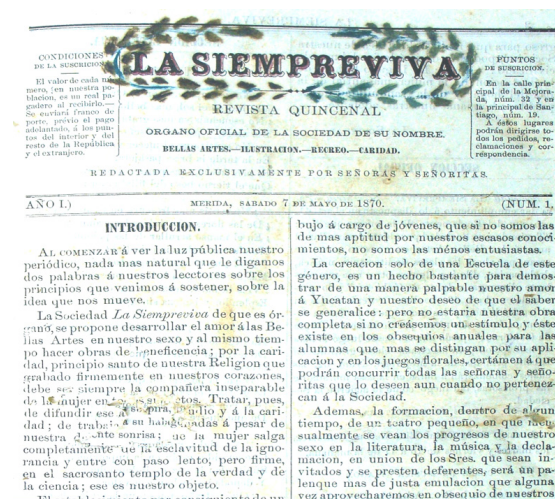 CONDICIONES
DE LA SUSCRICION
El valor de cada nú
mero, en nuestra po
blacion, es un real pa-
gadero al recibirlo.—
Se enviará franco de
porte, prévio el pago
adelantado, á los pun-
tos del interior y del
resto de la República
y el extranjero.
LA SIEMPREVIVA
REVISTA QUINCENAL
ORGANO OFICIAL DE LA SOCIEDAD DE SU NOMBRE.
BELLAS ARTES.—ILUSTRACION.—RECREO.—CARIDAD.
REDACTADA EXCLUSIVAMENTE POR SEÑORAS Y SEÑORITAS.
PUNTOS
DE SUSCRICION.
En la calle prin-
cipal de la Mejora-
da, núm. 32 y en
la principal de San-
tiago, núm. 19.
A éstos lugares
podrán dirigirse to-
dos los pedidos, re-
clamaciones y cor-
respondencia.
AÑO I.)
MERIDA, SABADO 7 DE MAYO DE 1870.
(NUM. 1,
INTRODUCCION.
AL COMENZAR á ver la luz pública nuestro
periódico, nada mas natural que le digamos
dos palabras á nuestros lecctores sobre los
principios que venimos á sostener, sobre la
idea que nos mueve.
La Sociedad La Siempreviva de que es ór-
gano, se propone desarrollar el amor á las Be-
llas Artes en nuestro sexo y al mismo tiem-
po hacer obras de beneficencia; por la cari-
dad, principio santo de nuestra Religion que
grabado firmemente en nuestros corazones,
debe ser siempre la compañera inseparable
de la mujer en Tratar, pues,
de difundir ese y á la cari-
dad; de á su á pesar de
nuestra sonrisa; la mujer salga
completamente de la esclavitud de la igno-
rancia y entre con paso lento, pero firme,
en el sacrosanto templo de la verdad y de
la ciencia; ese es nuestro objeto.
bujo á cargo de jóvenes, que si no somos las
de mas aptitud por nuestros escasos conoci-
mientos, no somos las ménos entusiastas.
La creacion solo de una Escuela de este
género, es un hecho bastante para demos-
trar de una manera palpable nuestro amor
á Yucatan y nuestro deseo de que el saber
se generalice: pero no estaria nuestra obra
completa si no creásemos un estímulo y éste
existe en los obsequios anuales para las
alumnas que mas se distingan por su apli-
cacion y en los juegos florales, certámen á que
podrán concurrir todas las señoras y seño-
ritas que lo deseen aun cuando no pertenez-
can á la Sociedad.
Ademas, la formacion, dentro de algun
tiempo, de un teatro pequeño, en que
sualmente se vean los progresos de nuestro
sexo en la literatura, la música y la decla-
macion, en union de los Sres. que sean in-
vitados y se presten deferentes, será un pa-
lenque mas de justa emulacion que algunas
vez aprovecharemos en obsequio de nuestro